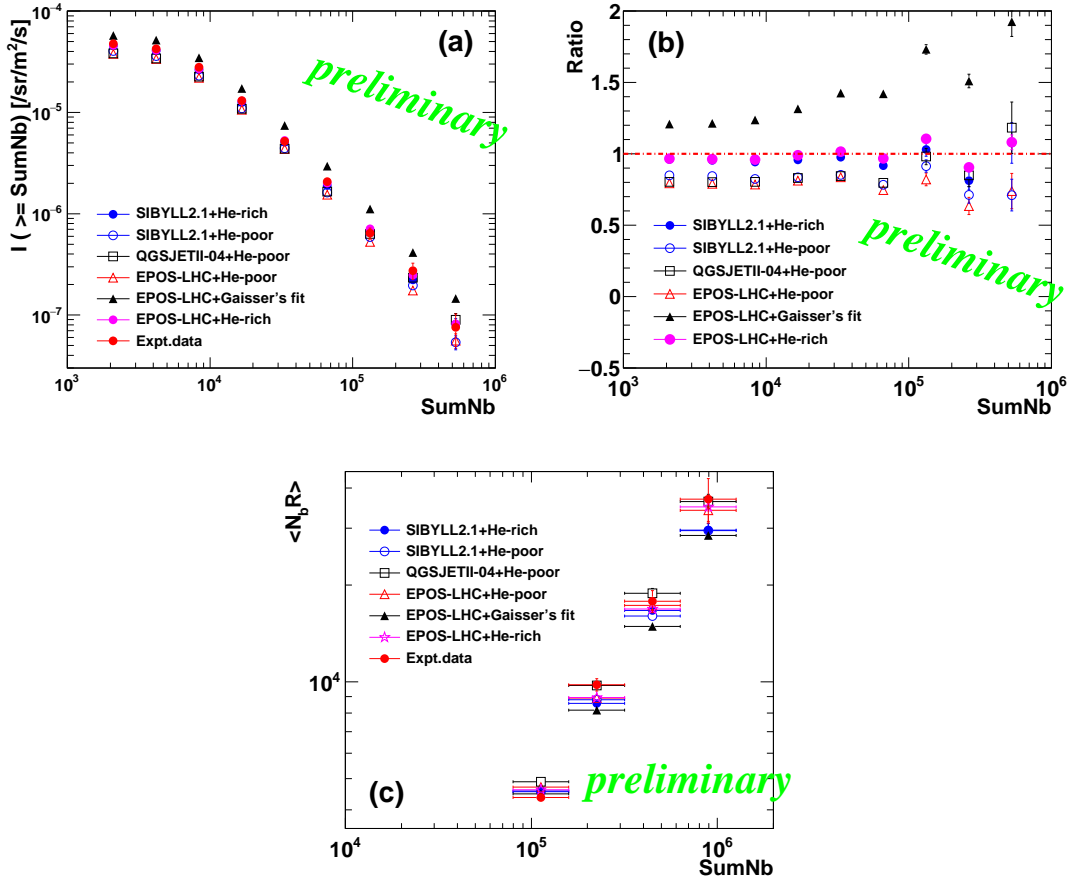 (a)
preliminary
I ( >= SumNb) [/sr/m²/s]
10⁻⁴
10⁻⁵
10⁻⁶
10⁻⁷
SIBYLL2.1+He-rich
SIBYLL2.1+He-poor
QGSJETII-04+He-poor
EPOS-LHC+He-poor
EPOS-LHC+Gaisser's fit
EPOS-LHC+He-rich
Expt.data
10³ 10⁴ 10⁵ 10⁶
SumNb
(b)
Ratio
2
1.5
1
0.5
0
−0.5
SIBYLL2.1+He-rich
SIBYLL2.1+He-poor
QGSJETII-04+He-poor
EPOS-LHC+He-poor
EPOS-LHC+Gaisser's fit
EPOS-LHC+He-rich
preliminary
10³ 10⁴ 10⁵ 10⁶
SumNb
<N_bR>
SIBYLL2.1+He-rich
SIBYLL2.1+He-poor
QGSJETII-04+He-poor
EPOS-LHC+He-poor
EPOS-LHC+Gaisser's fit
EPOS-LHC+He-rich
Expt.data
10⁴
preliminary
(c)
10⁴ 10⁵ 10⁶
SumNb